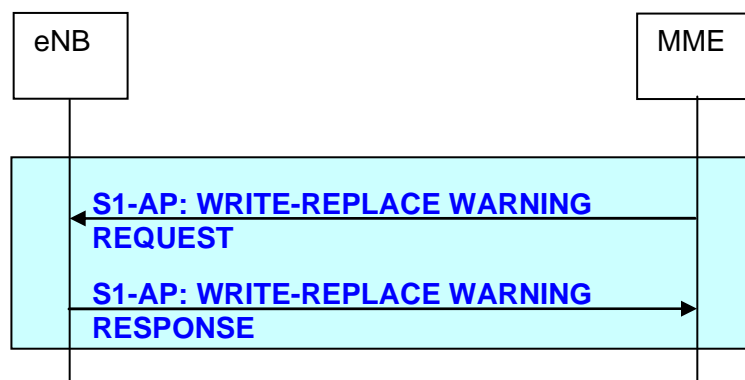 eNB
MME
S1-AP: WRITE-REPLACE WARNING
REQUEST
S1-AP: WRITE-REPLACE WARNING
RESPONSE